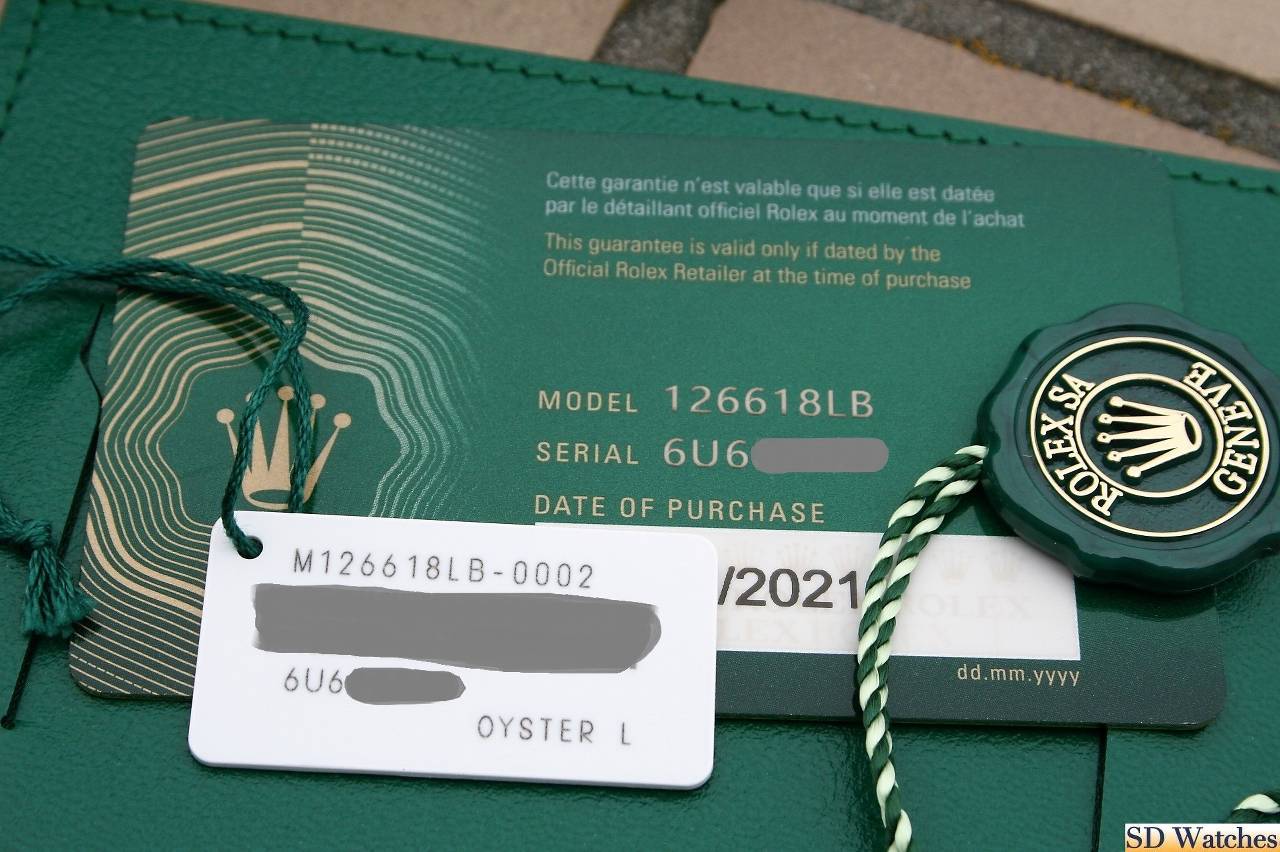 Cette garantie n'est valable que si elle est datée
par le détaillant officiel Rolex au moment de l'achat
This guarantee is valid only if dated by the
Official Rolex Retailer at the time of purchase
MODEL 126618LB
SERIAL 6U6
DATE OF PURCHASE
/2021
dd.mm.yyyy
M126618LB-0002
6U6
OYSTER L
ROLEX SA
GENEVE
ROLEX
SD Watches